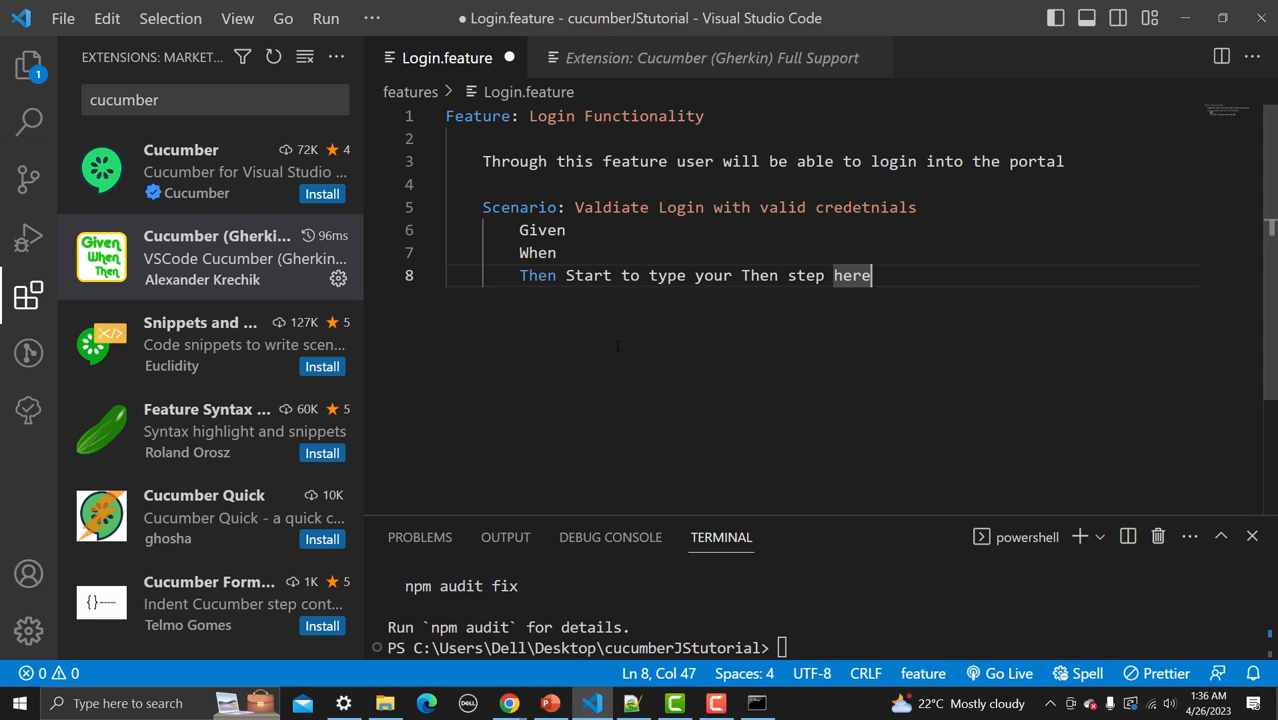 File Edit Selection View Go Run ··· ● Login.feature - cucumberJStutorial - Visual Studio Code
EXTENSIONS: MARKET... ···
cucumber
Cucumber 72K ★ 4
Cucumber for Visual Studio ...
Cucumber Install
Given When Then
Cucumber (Gherki... 96ms
VSCode Cucumber (Gherkin...
Alexander Krechik
Snippets and ... 127K ★ 5
Code snippets to write scen...
Euclidity Install
Feature Syntax ... 60K ★ 5
Syntax highlight and snippets
Roland Orosz Install
Cucumber Quick 10K
Cucumber Quick - a quick c...
ghosha Install
Cucumber Form... 1K ★ 5
Indent Cucumber step cont...
Telmo Gomes Install
1
Login.feature ● Extension: Cucumber (Gherkin) Full Support
features > Login.feature
1 Feature: Login Functionality
2
3 Through this feature user will be able to login into the portal
4
5 Scenario: Valdiate Login with valid credetnials
6 Given
7 When
8 Then Start to type your Then step here
PROBLEMS OUTPUT DEBUG CONSOLE TERMINAL powershell
npm audit fix
Run `npm audit` for details.
PS C:\Users\Dell\Desktop\cucumberJStutorial>
0 0 Ln 8, Col 47 Spaces: 4 UTF-8 CRLF feature Go Live Spell Prettier
Type here to search DELL 22°C Mostly cloudy 1:36 AM
4/26/2023